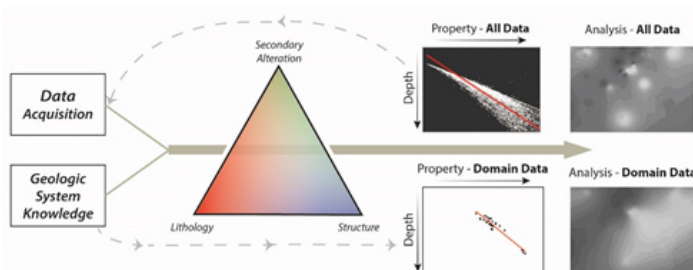 Data
Acquisition
Geologic
System
Knowledge
Secondary
Alteration
Lithology
Structure
Property - All Data
Depth
Analysis - All Data
Property - Domain Data
Depth
Analysis - Domain Data